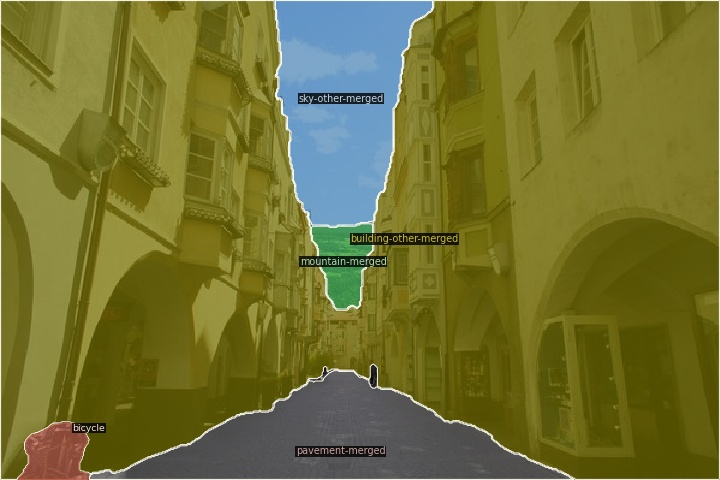 sky-other-merged
building-other-merged
mountain-merged
bicycle
pavement-merged